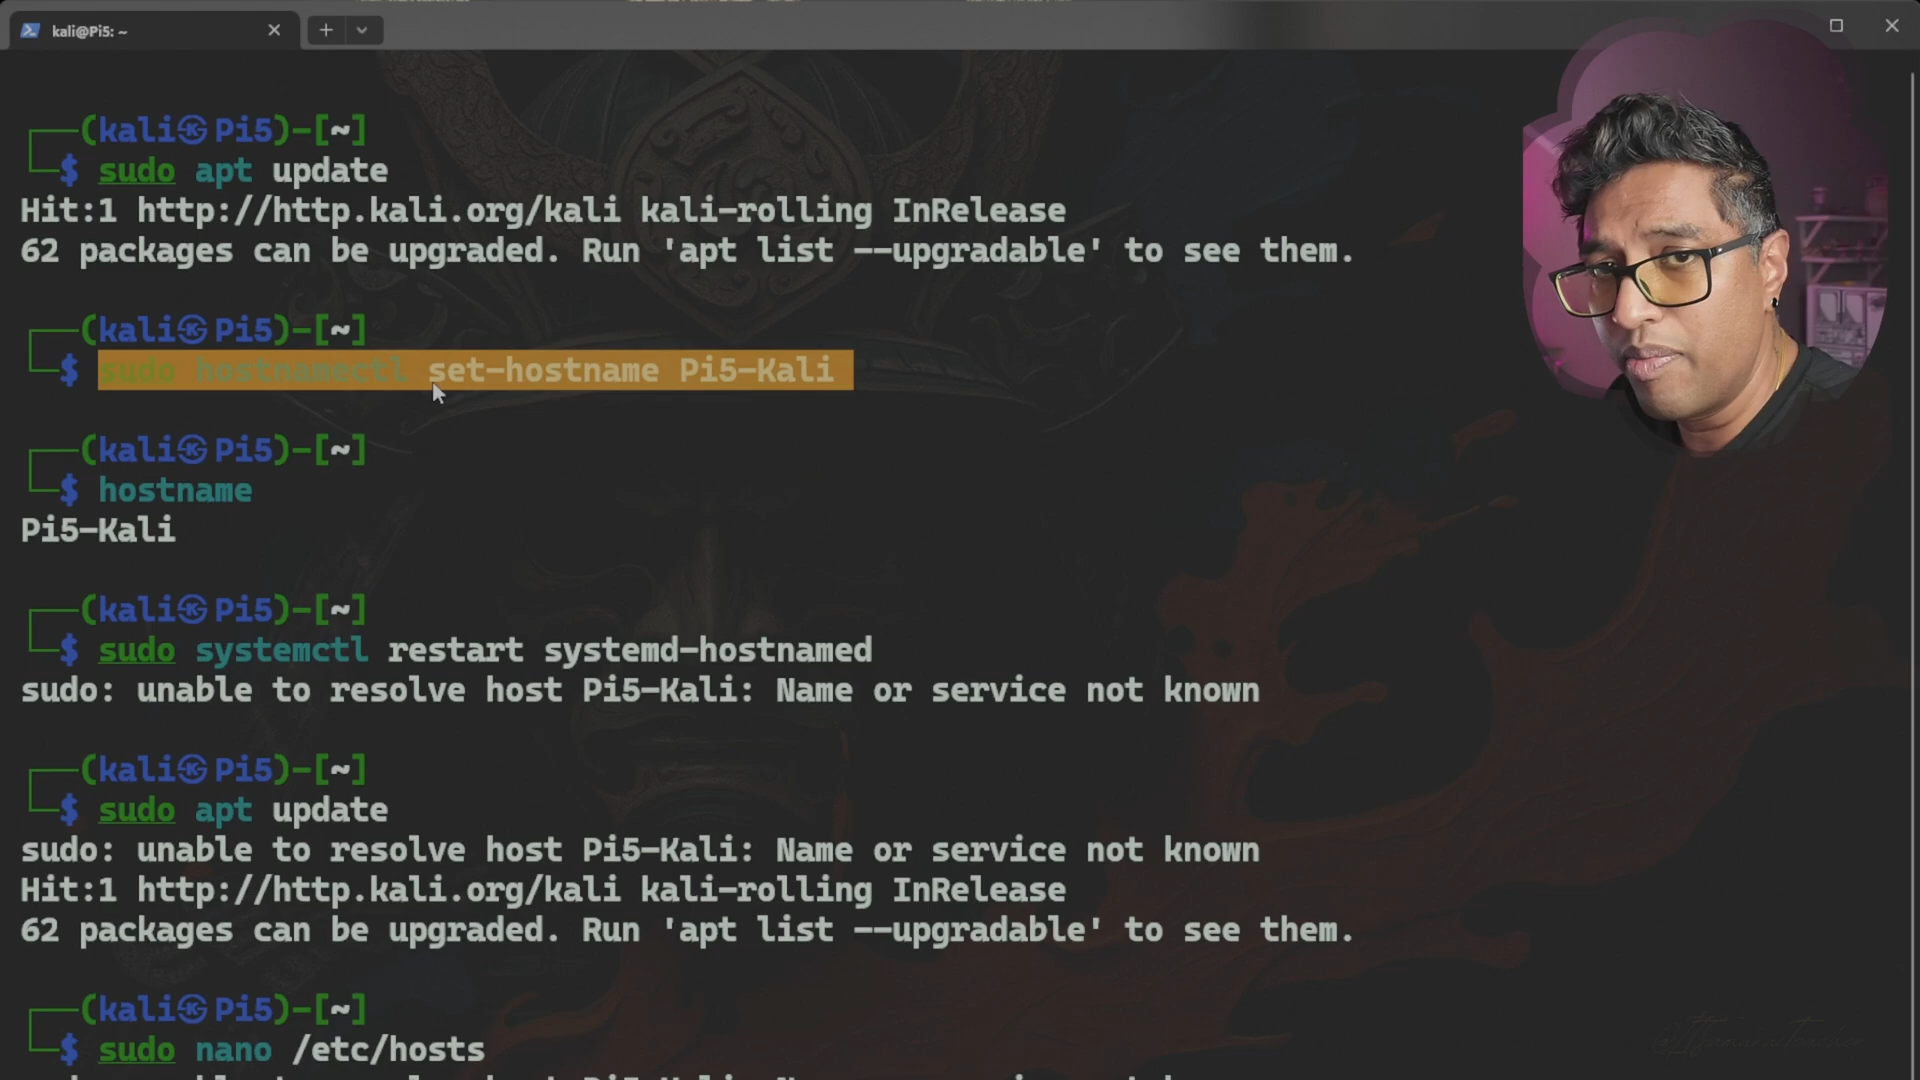 kali@Pi5: ~
(kali㉿Pi5)-[~]
$ sudo apt update
Hit:1 http://http.kali.org/kali kali-rolling InRelease
62 packages can be upgraded. Run 'apt list --upgradable' to see them.
(kali㉿Pi5)-[~]
$ sudo hostnamectl set-hostname Pi5-Kali
(kali㉿Pi5)-[~]
$ hostname
Pi5-Kali
(kali㉿Pi5)-[~]
$ sudo systemctl restart systemd-hostnamed
sudo: unable to resolve host Pi5-Kali: Name or service not known
(kali㉿Pi5)-[~]
$ sudo apt update
sudo: unable to resolve host Pi5-Kali: Name or service not known
Hit:1 http://http.kali.org/kali kali-rolling InRelease
62 packages can be upgraded. Run 'apt list --upgradable' to see them.
(kali㉿Pi5)-[~]
$ sudo nano /etc/hosts